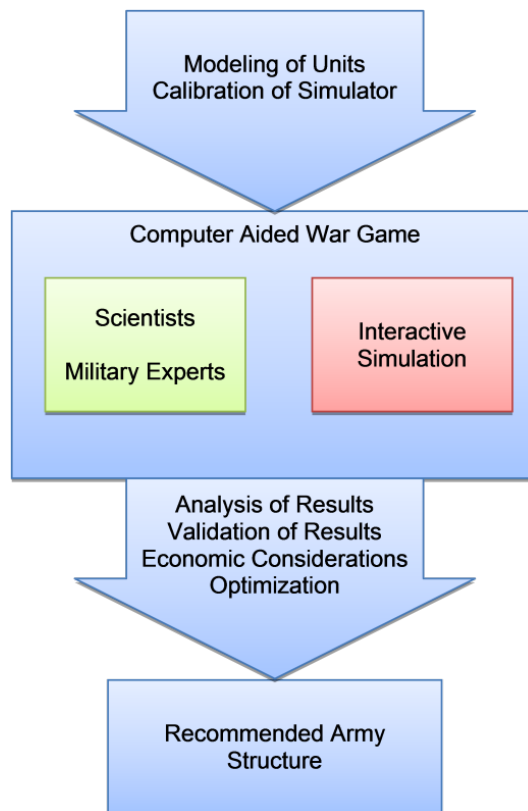 Modeling of Units
Calibration of Simulator
Computer Aided War Game
Scientists
Military Experts
Interactive
Simulation
Analysis of Results
Validation of Results
Economic Considerations
Optimization
Recommended Army
Structure